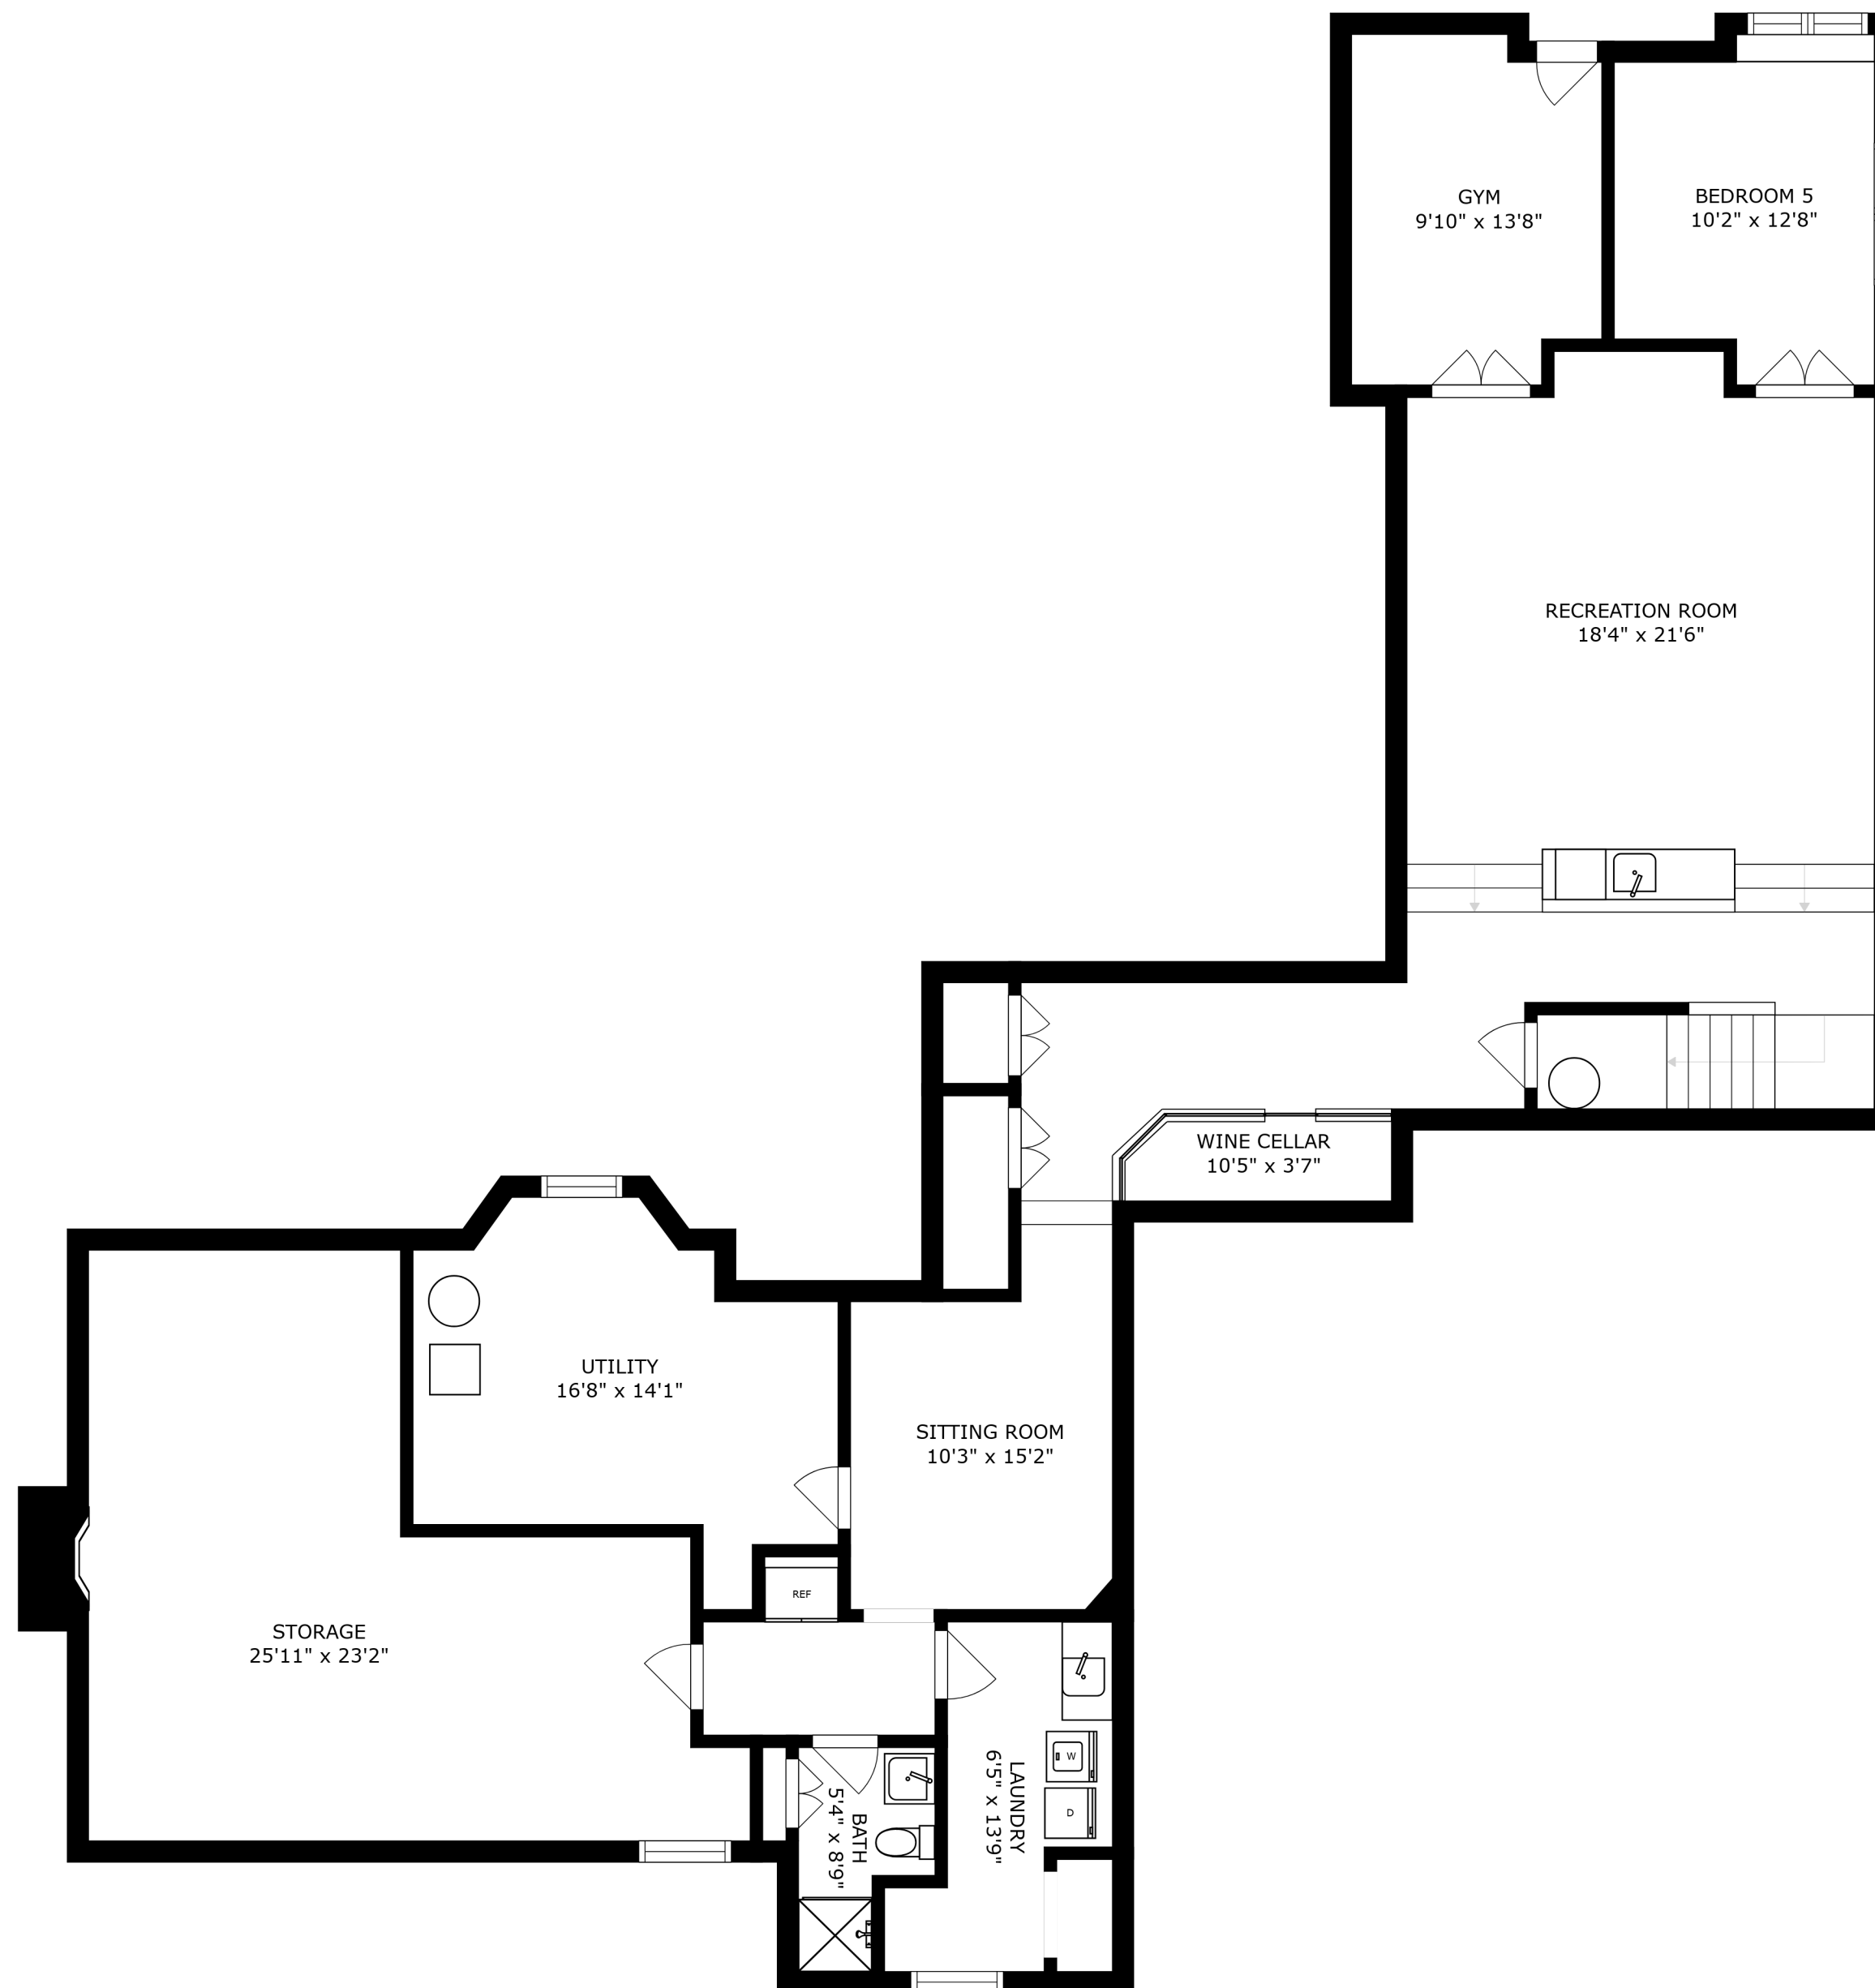 GYM
9'10" x 13'8"
BEDROOM 5
10'2" x 12'8"
RECREATION ROOM
18'4" x 21'6"
WINE CELLAR
10'5" x 3'7"
UTILITY
16'8" x 14'1"
SITTING ROOM
10'3" x 15'2"
REF
STORAGE
25'11" x 23'2"
LAUNDRY
6'5" x 13'9"
W
D
BATH
5'4" x 8'9"